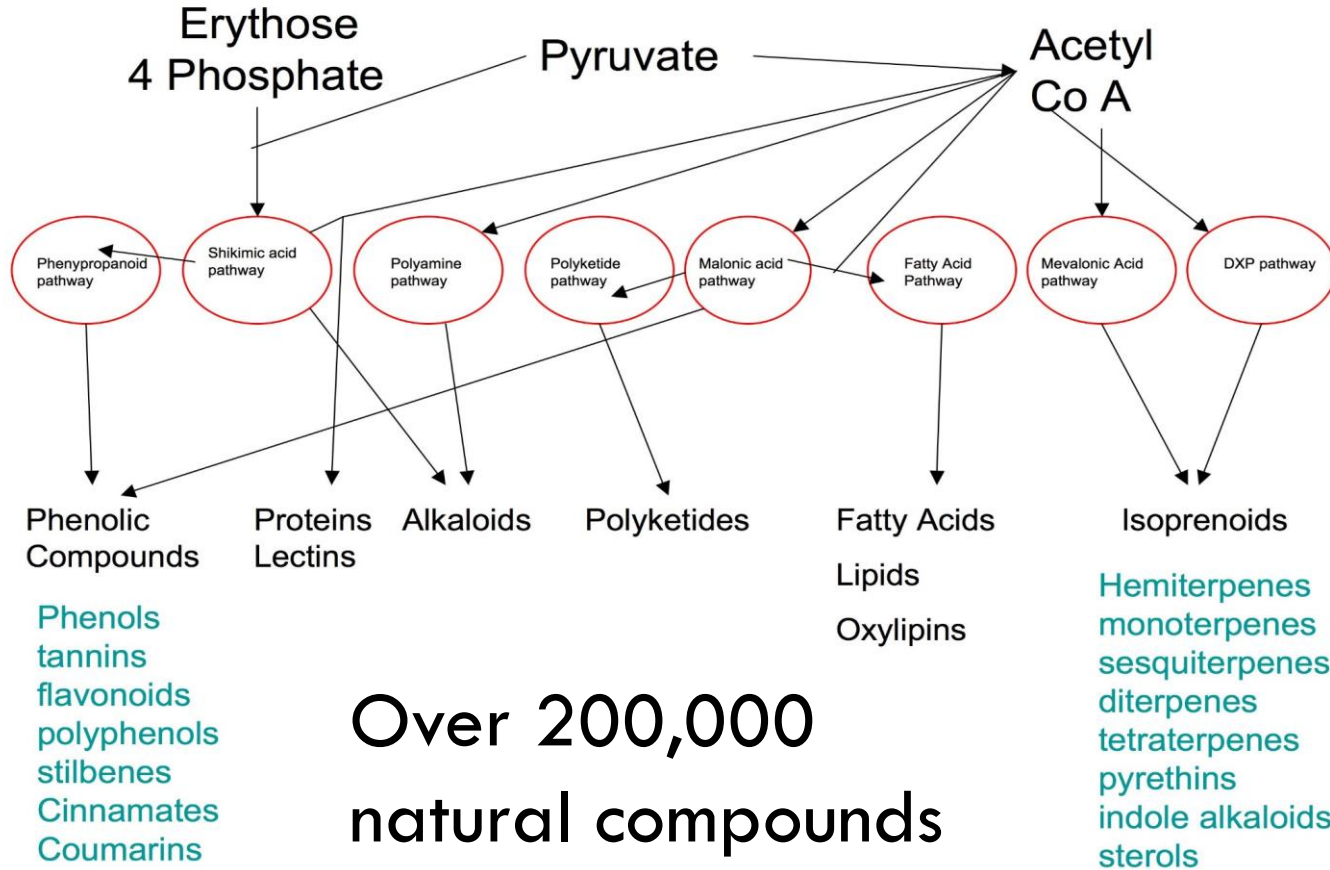 Erythose
4 Phosphate
Pyruvate
Acetyl
Co A
Phenypropanoid
pathway
Shikimic acid
pathway
Polyamine
pathway
Polyketide
pathway
Malonic acid
pathway
Fatty Acid
Pathway
Mevalonic Acid
pathway
DXP pathway
Phenolic
Compounds
Proteins
Lectins
Alkaloids
Polyketides
Fatty Acids
Lipids
Oxylipins
Isoprenoids
Phenols
tannins
flavonoids
polyphenols
stilbenes
Cinnamates
Coumarins
Over 200,000
natural compounds
Hemiterpenes
monoterpenes
sesquiterpenes
diterpenes
tetraterpenes
pyrethins
indole alkaloids
sterols